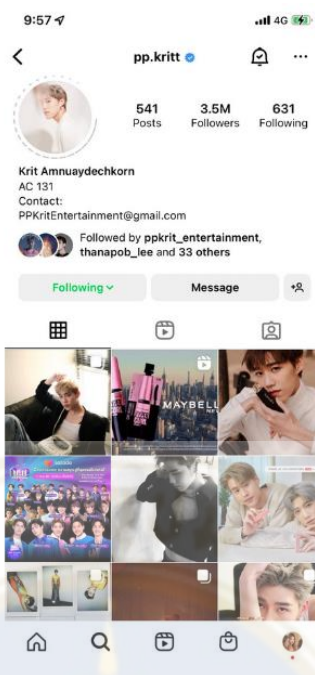 9:57
4G
pp.kritt
541 3.5M 631
Posts Followers Following
Krit Amnuaydechkorn
AC 131
Contact:
PPKritEntertainment@gmail.com
Followed by ppkrit_entertainment,
thanapob_lee and 33 others
Following Message
MAYBELL